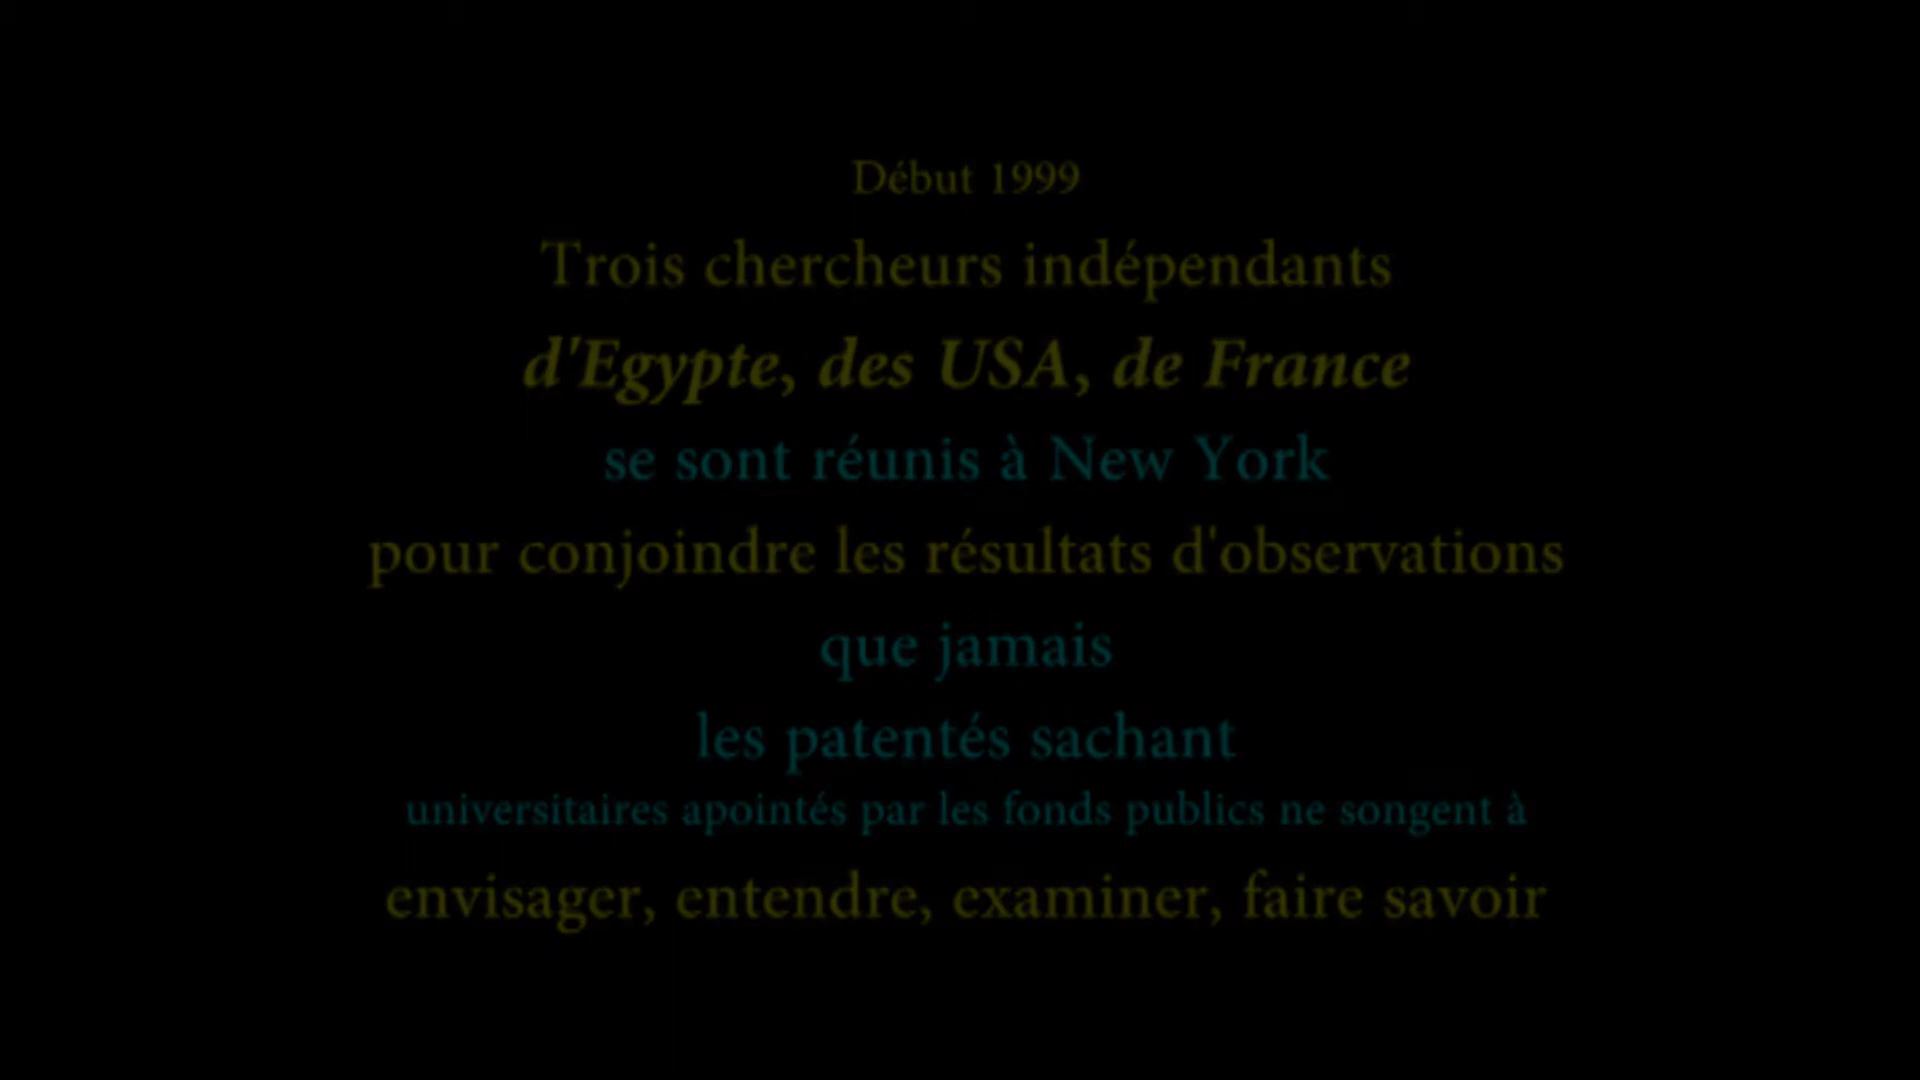 Début 1999
Trois chercheurs indépendants
d'Egypte, des USA, de France
se sont réunis à New York
pour conjoindre les résultats d'observations
que jamais
les patentés sachant
universitaires apointés par les fonds publics ne songent à
envisager, entendre, examiner, faire savoir